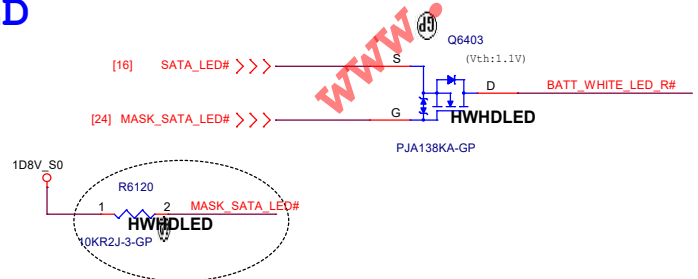 D
GP
Q6403
(Vth:1.1V)
[16] SATA_LED# S
D BATT_WHITE_LED_R#
[24] MASK_SATA_LED# G
HWHDLED
PJA138KA-GP
www.
1D8V_S0
R6120
1 2 MASK_SATA_LED#
HWHDLED
10KR2J-3-GP